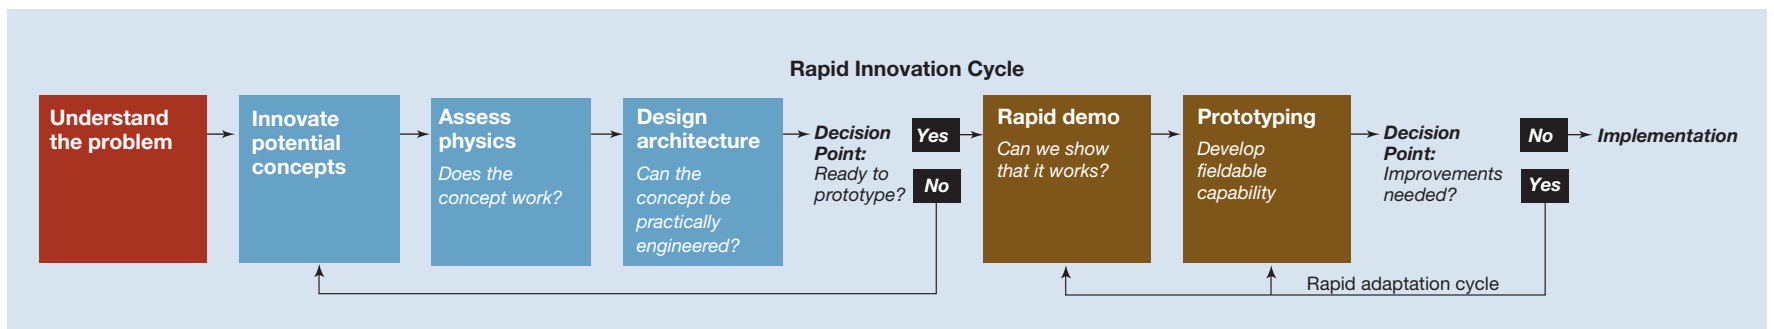 Rapid Innovation Cycle
Understand
the problem
Innovate
potential
concepts
Assess
physics
Does the
concept work?
Design
architecture
Can the
concept be
practically
engineered?
Decision
Point:
Ready to
prototype?
Yes
No
Rapid demo
Can we show
that it works?
Prototyping
Develop
fieldable
capability
Decision
Point:
Improvements
needed?
No
Yes
Implementation
Rapid adaptation cycle